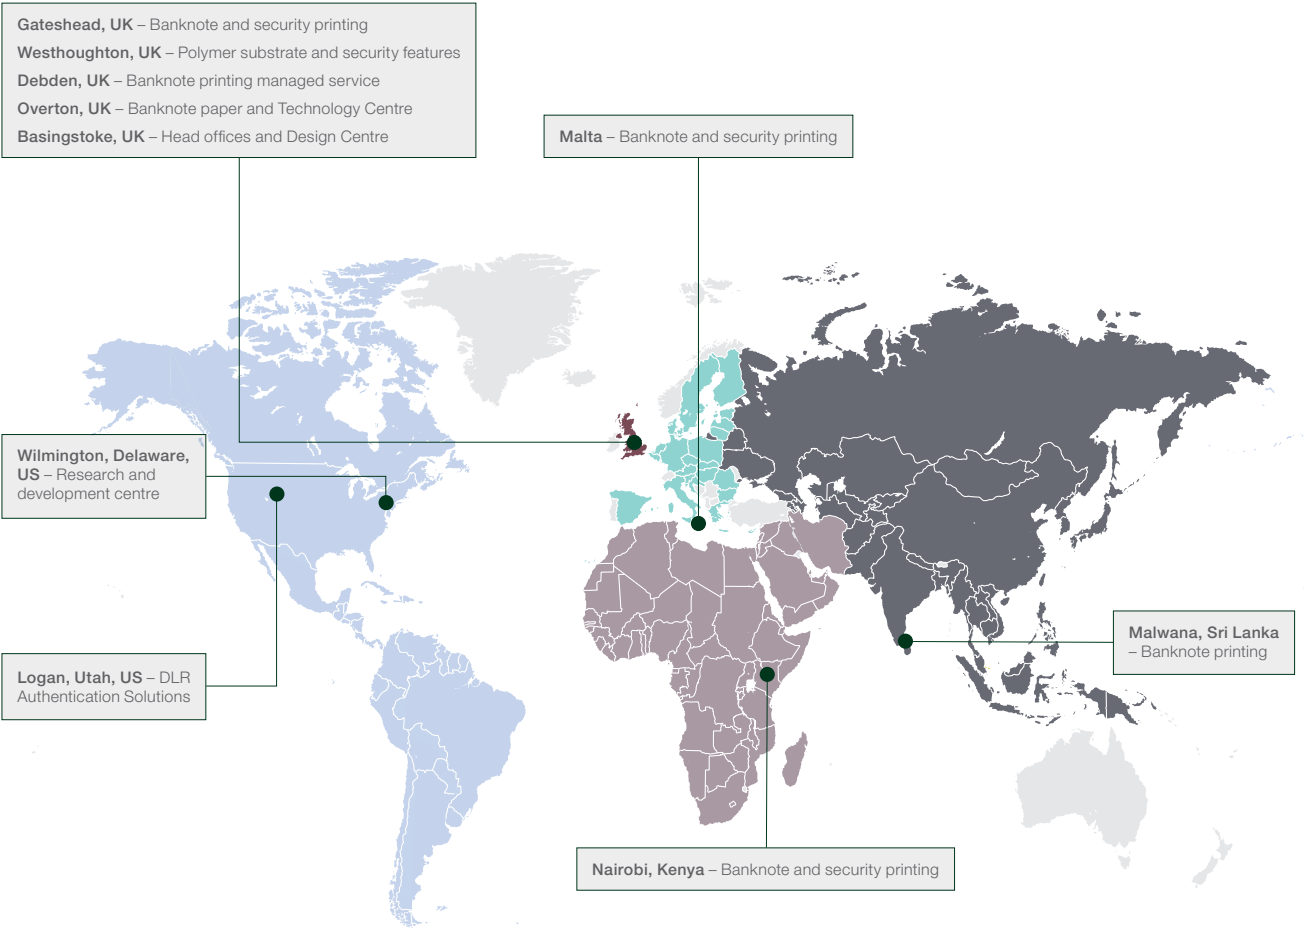 Gateshead, UK – Banknote and security printing
Westhoughton, UK – Polymer substrate and security features
Debden, UK – Banknote printing managed service
Overton, UK – Banknote paper and Technology Centre
Basingstoke, UK – Head offices and Design Centre
Malta – Banknote and security printing
Wilmington, Delaware,
US – Research and
development centre
Logan, Utah, US – DLR
Authentication Solutions
Malwana, Sri Lanka
– Banknote printing
Nairobi, Kenya – Banknote and security printing